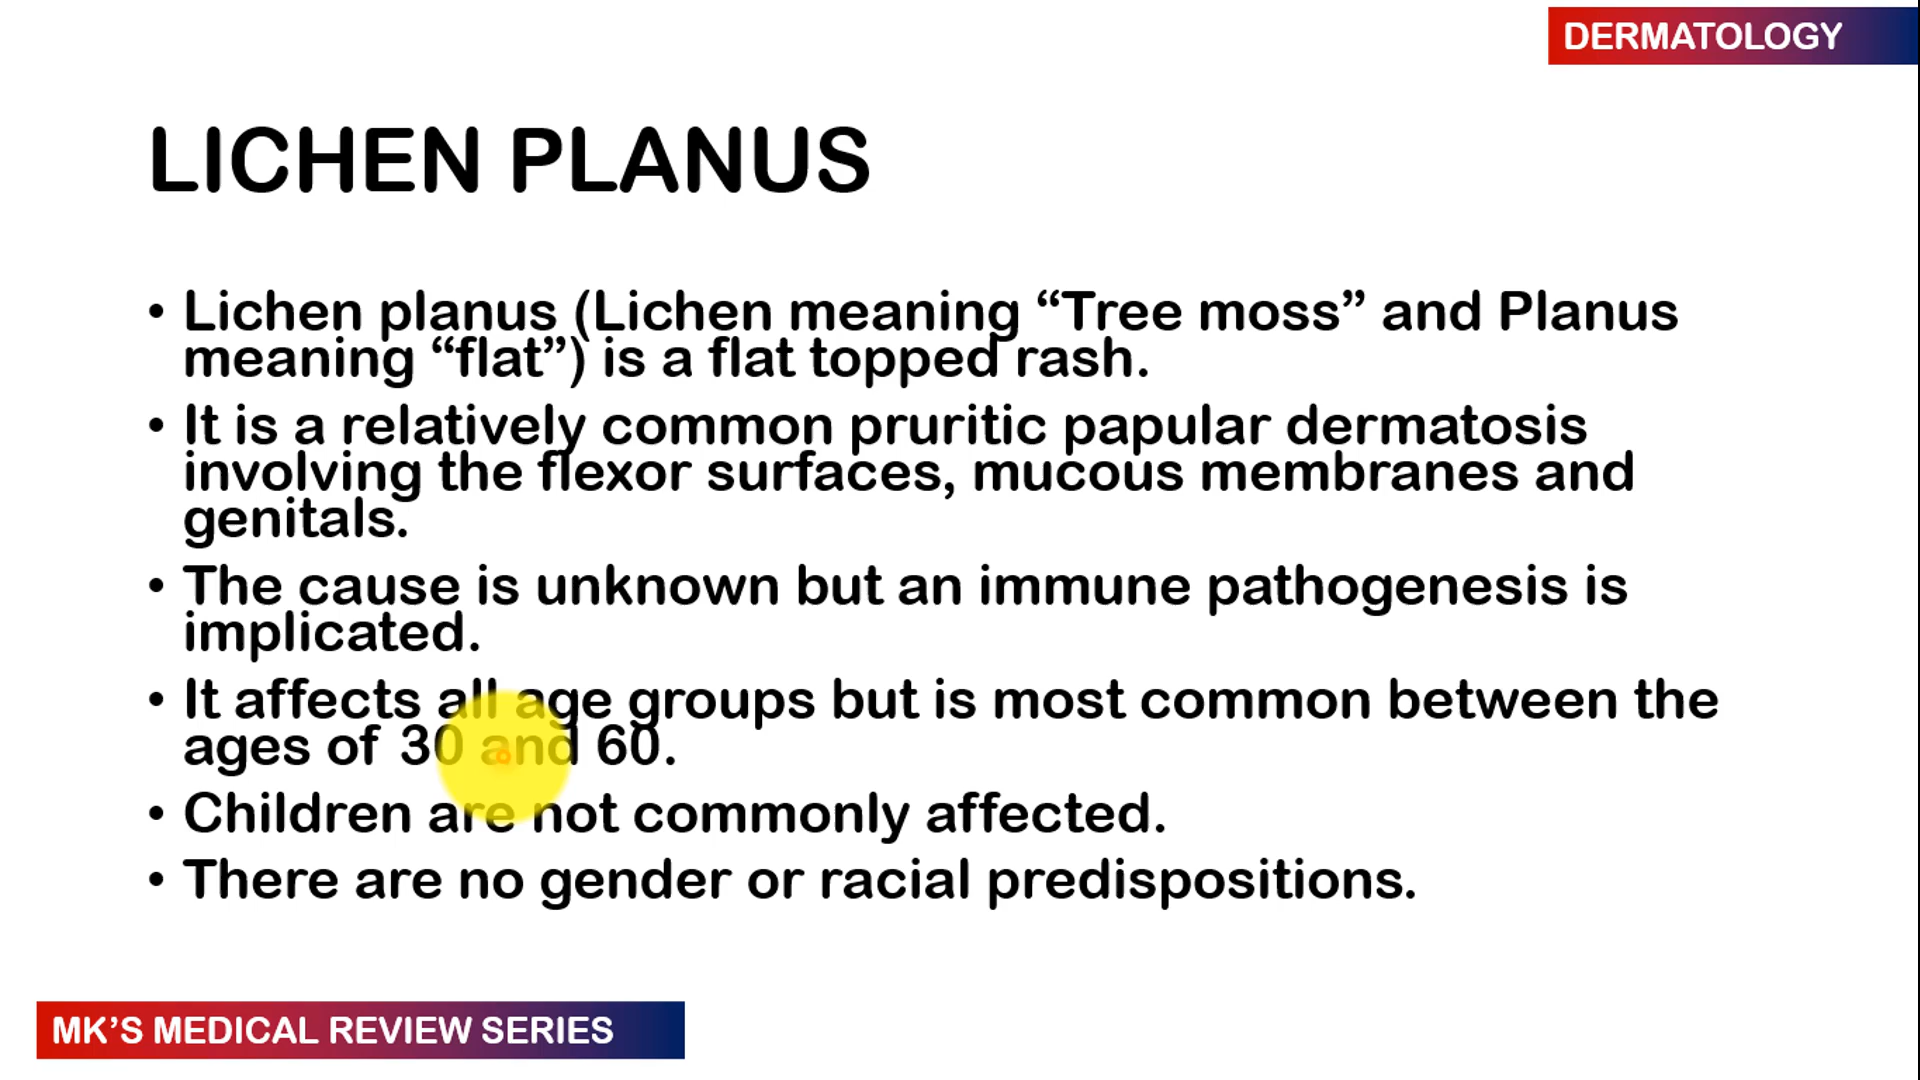 DERMATOLOGY
LICHEN PLANUS
• Lichen planus (Lichen meaning “Tree moss” and Planus
meaning “flat”) is a flat topped rash.
• It is a relatively common pruritic papular dermatosis
involving the flexor surfaces, mucous membranes and
genitals.
• The cause is unknown but an immune pathogenesis is
implicated.
• It affects all age groups but is most common between the
ages of 30 and 60.
• Children are not commonly affected.
• There are no gender or racial predispositions.
MK’S MEDICAL REVIEW SERIES